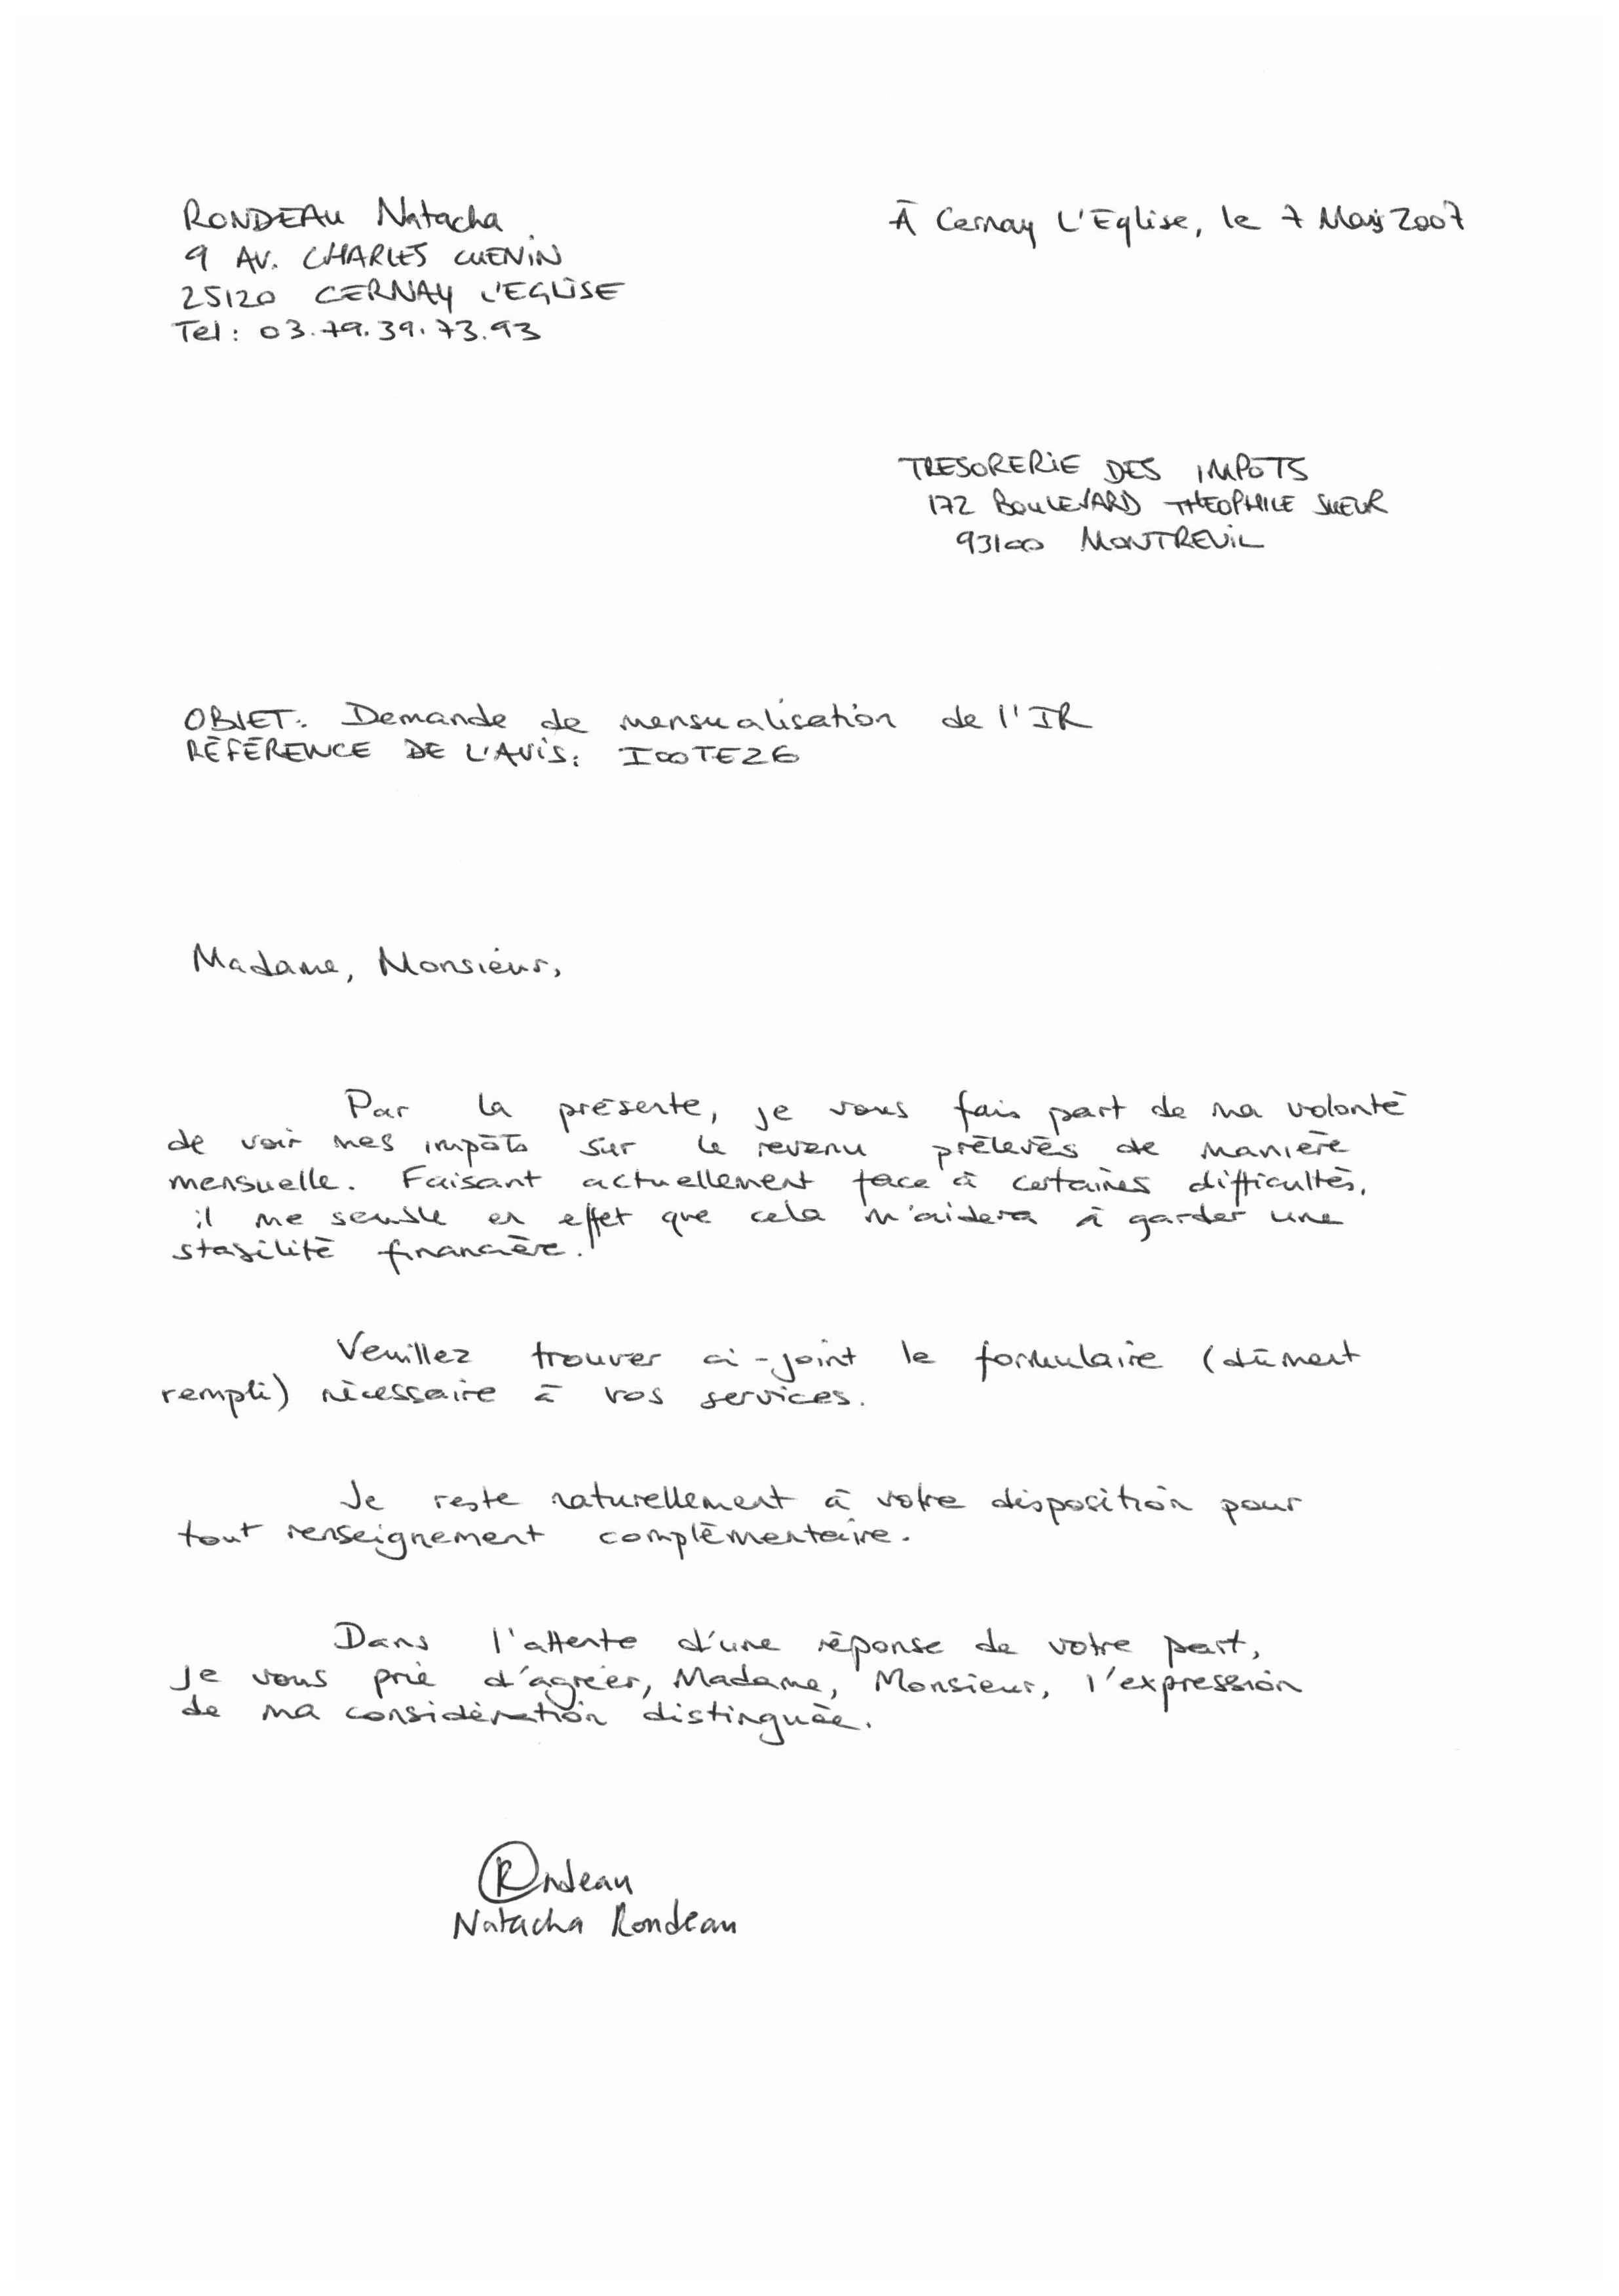 RONDEAU Natacha
9 AV. CHARLES CUENIN
25120 CERNAY L'EGLISE
Tel : 03.79.39.73.93
À Cernay L'Eglise, le 7 2007
TRESORERIE DES IMPOTS
172 BOULEVARD THEOPHILE SUEUR
93100 MONTREUIL
OBJET : Demande de mensualisation de l'IR
RÉFÉRENCE DE L'AVIS : IOOTE26
Madame, Monsieur,
Par la présente, je vous fais part de ma volonté
de voir mes impôts sur le revenu prélevés de manière
mensuelle. Faisant actuellement face à certaines difficultés,
il me semble en effet que cela m'aidera à garder une
stabilité financière.
Veuillez trouver ci-joint le formulaire (dûment
rempli) nécessaire à vos services.
Je reste naturellement à votre disposition pour
tout renseignement complémentaire.
Dans l'attente d'une réponse de votre part,
je vous prie d'agréer, Madame, Monsieur, l'expression
de ma considération distinguée.
Rondeau
Natacha Rondeau